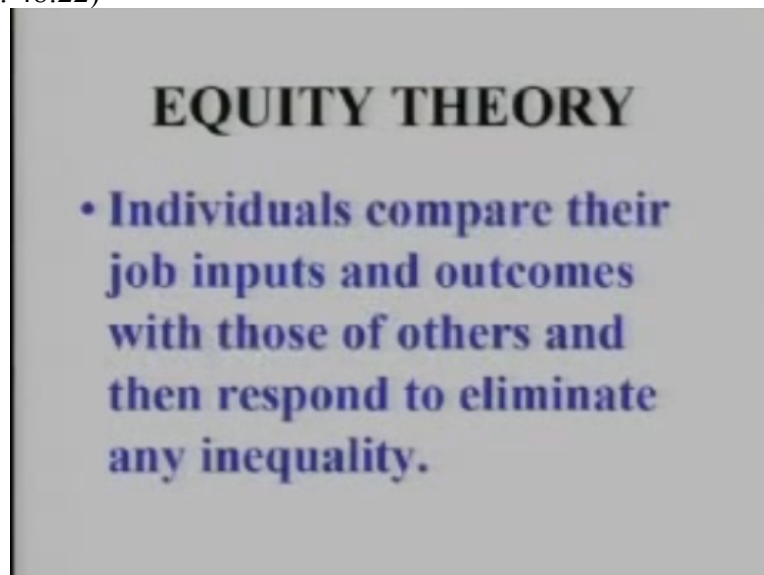 EQUITY THEORY
• Individuals compare their
job inputs and outcomes
with those of others and
then respond to eliminate
any inequality.